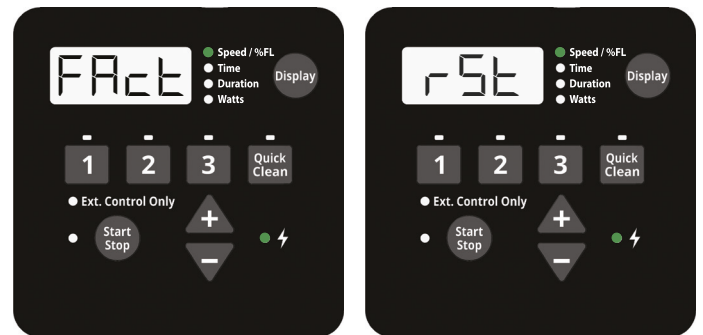 FAct
Speed / %FL
Time
Duration
Watts
Display
1 2 3 Quick Clean
Ext. Control Only
Start Stop
+
−
rSt
Speed / %FL
Time
Duration
Watts
Display
1 2 3 Quick Clean
Ext. Control Only
Start Stop
+
−